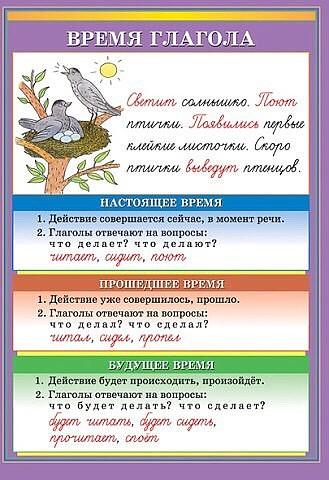 ВРЕМЯ ГЛАГОЛА
Светит солнышко. Поют
птички. Появились первые
клейкие листочки. Скоро
птички выведут птенцов.
НАСТОЯЩЕЕ ВРЕМЯ
1. Действие совершается сейчас, в момент речи.
2. Глаголы отвечают на вопросы:
что делает? что делают?
читает, сидит, поют
ПРОШЕДШЕЕ ВРЕМЯ
1. Действие уже совершилось, прошло.
2. Глаголы отвечают на вопросы:
что делал? что сделал?
читал, сидел, пропел
БУДУЩЕЕ ВРЕМЯ
1. Действие будет происходить, произойдёт.
2. Глаголы отвечают на вопросы:
что будет делать? что сделает?
будет читать, будет сидеть,
прочитает, споёт